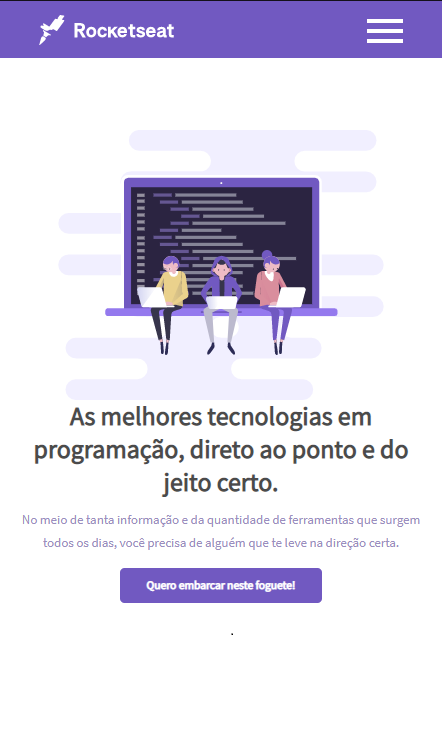 Rocketseat
As melhores tecnologias em
programação, direto ao ponto e do
jeito certo.
No meio de tanta informação e da quantidade de ferramentas que surgem
todos os dias, você precisa de alguém que te leve na direção certa.
Quero embarcar neste foguete!
.